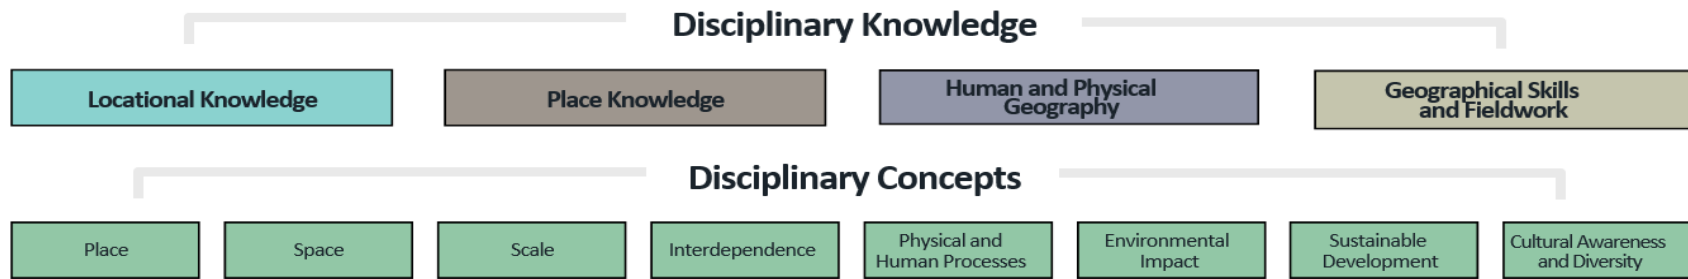 Disciplinary Knowledge
Locational Knowledge
Place Knowledge
Human and Physical
Geography
Geographical Skills
and Fieldwork
Disciplinary Concepts
Place
Space
Scale
Interdependence
Physical and
Human Processes
Environmental
Impact
Sustainable
Development
Cultural Awareness
and Diversity